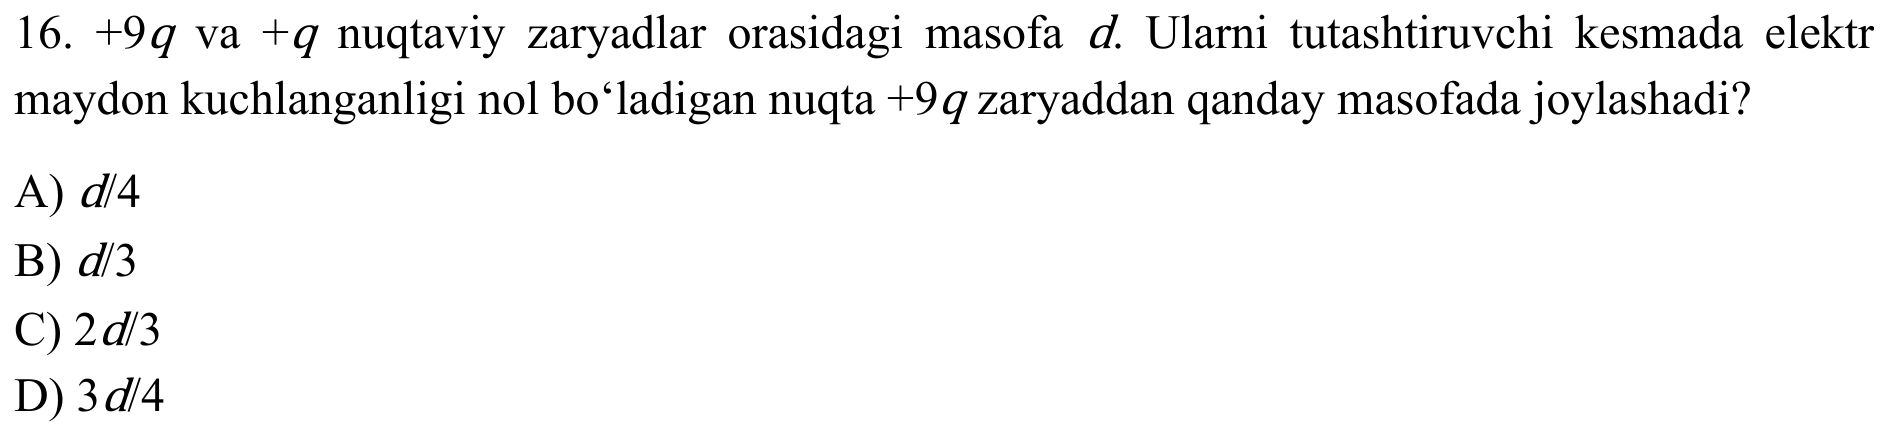 16. +9q va +q nuqtaviy zaryadlar orasidagi masofa d. Ularni tutashtiruvchi kesmada elektr
maydon kuchlanganligi nol bo‘ladigan nuqta +9q zaryaddan qanday masofada joylashadi?
A) d/4
B) d/3
C) 2d/3
D) 3d/4